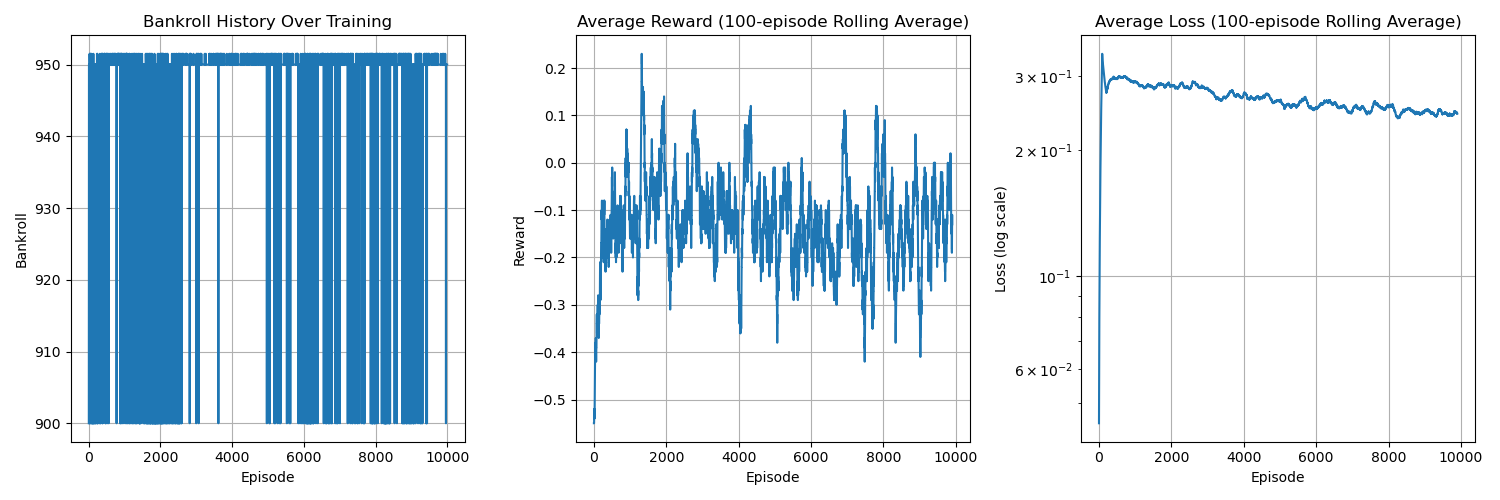 Bankroll History Over Training
Bankroll
950
940
930
920
910
900
0 2000 4000 6000 8000 10000
Episode
Average Reward (100-episode Rolling Average)
Reward
0.2
0.1
0.0
−0.1
−0.2
−0.3
−0.4
−0.5
0 2000 4000 6000 8000 10000
Episode
Average Loss (100-episode Rolling Average)
Loss (log scale)
3 × 10⁻¹
2 × 10⁻¹
10⁻¹
6 × 10⁻²
0 2000 4000 6000 8000 10000
Episode